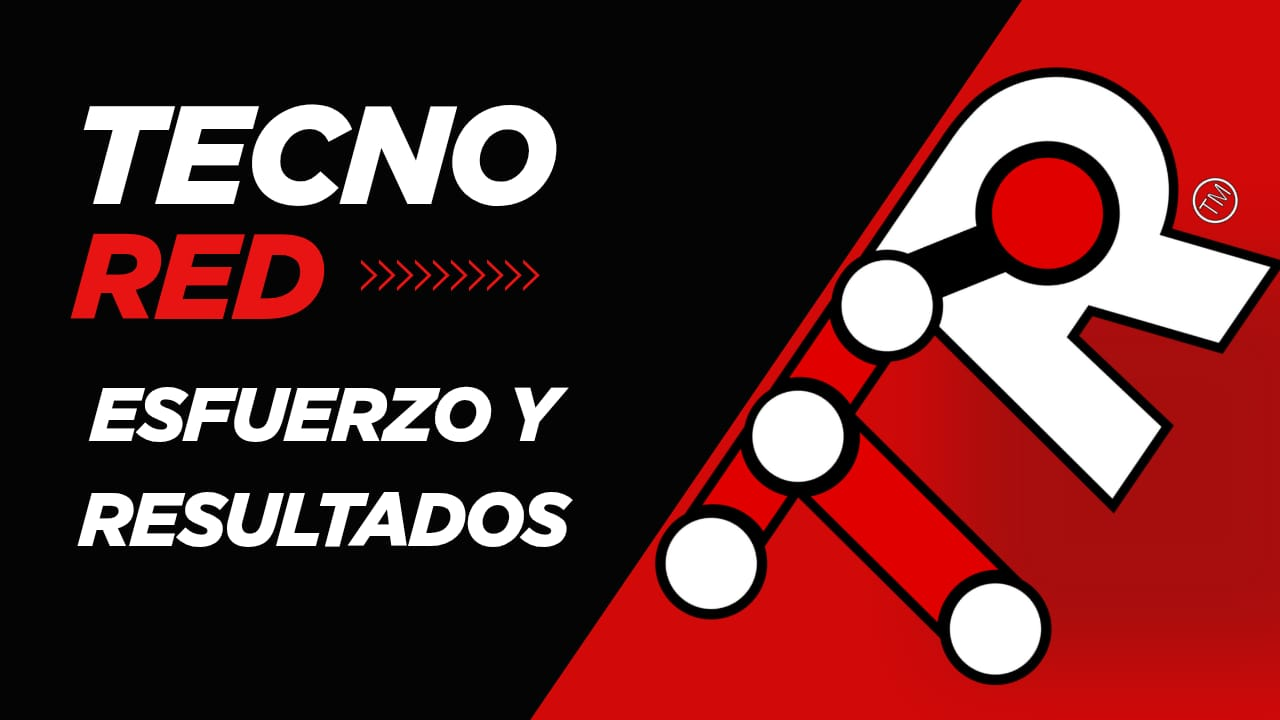 TECNO
RED
ESFUERZO Y
RESULTADOS
TM